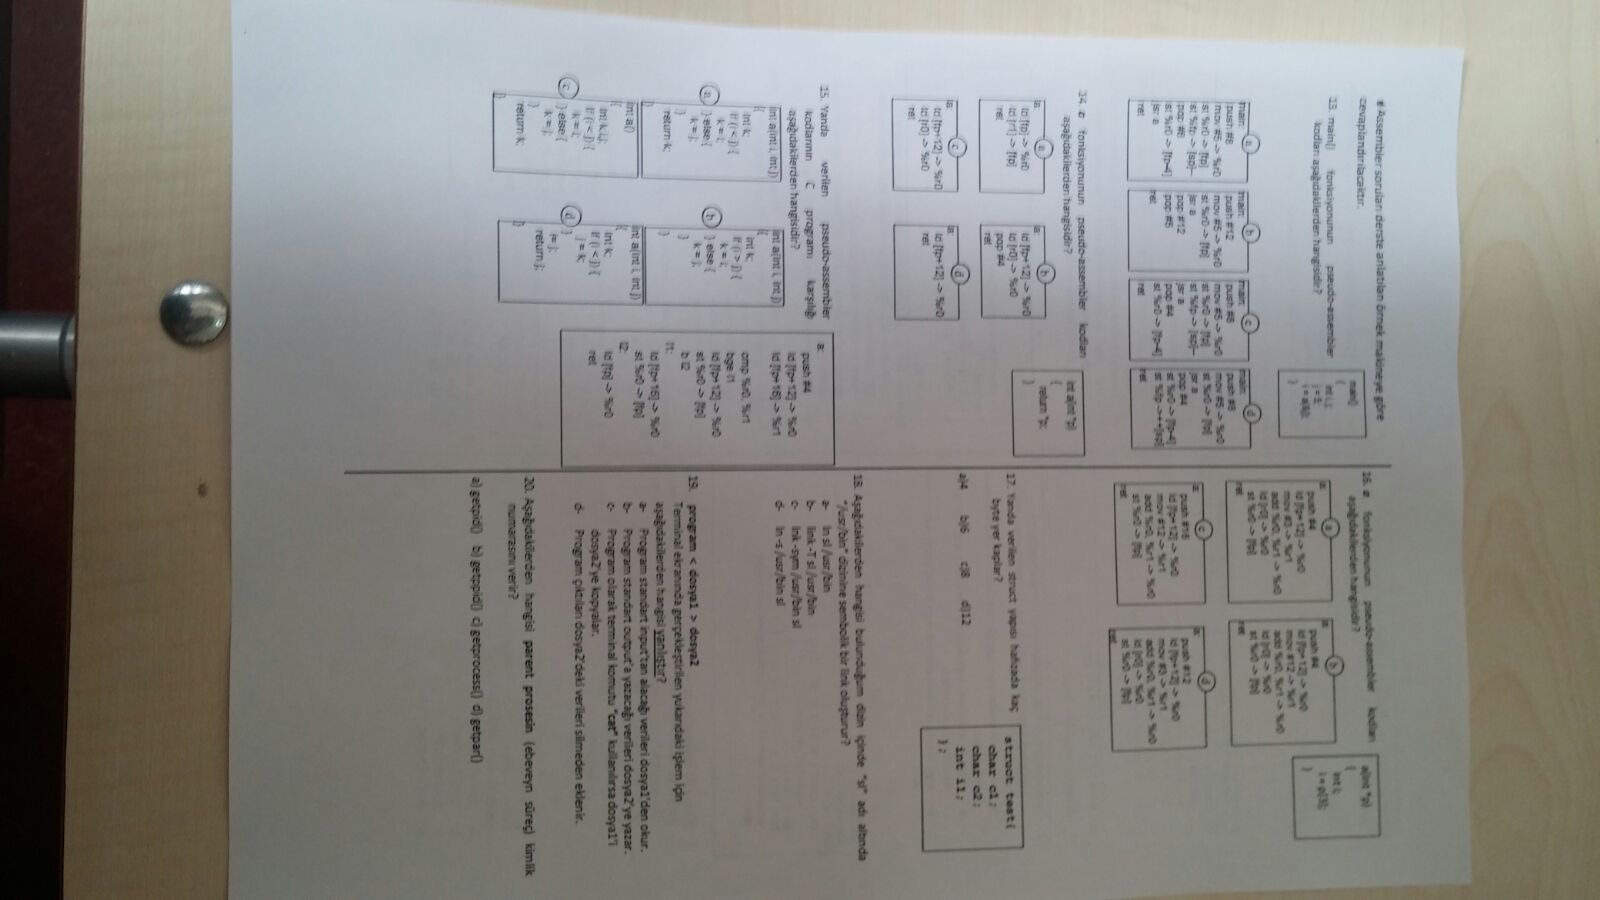 Assembler soruları derste anlatılan örnek makineye göre
cevaplandırılacaktır.
13. main() fonksiyonunun pseudo-assembler
kodları aşağıdakilerden hangisidir?
main()
{
int i,j;
j = 5;
}
a
main:
push #8
mov #5 -> %r0
st %r0 -> [fp]
st %fp -> [sp]--
pop #8
st %r0 -> [fp-4]
jsr a
ret
b
main:
push #12
mov #5 -> %r0
st %r0 -> [fp]
jsr a
pop #12
pop #5
ret
c
main:
push #8
mov #5 -> %r0
st %r0 -> [fp]
st %fp -> [sp]--
jsr a
pop #4
st %r0 -> [fp-4]
ret
d
main:
push #8
mov #5 -> %r0
st %r0 -> [fp]
jsr a
pop #4
st %r0 -> [fp-4]
st %fp ->++[sp]
ret
14. a fonksiyonunun pseudo-assembler kodları
aşağıdakilerden hangisidir?
int a(int *p)
{
return *p;
}
a
a:
ld [fp] -> %r0
ld [r1] -> [fp]
ret
b
a:
ld [fp+12] -> %r0
ld [r0] -> %r0
pop #4
ret
c
a:
ld [fp+12] -> %r0
ld [r0] -> %r0
ret
d
a:
ld [fp+12] -> %r0
ret
15. Yanda verilen pseudo-assembler
kodlarının C programı karşılığı
aşağıdakilerden hangisidir?
a:
push #4
ld [fp+12] -> %r0
ld [fp+16] -> %r1
cmp %r0, %r1
bge l1
ld [fp+12] -> %r0
st %r0 -> [fp]
b l2
l1:
ld [fp+16] -> %r0
st %r0 -> [fp]
l2:
ld [fp] -> %r0
ret
a
int a(int i, int j)
{
int k;
if (i < j) {
k = i;
} else {
k = j;
}
return k;
b
int a(int i, int j)
{
int k;
if (i > j) {
k = i;
} else {
k = j;
}
}
c
int a()
{
int k,i,j;
if (i < j) {
k = i;
} else {
k = j;
}
return k;
}
d
int a(int i, int j)
{
int k;
if (i < j) {
j = k;
}
i = j;
return j;
}
16. a fonksiyonunun pseudo-assembler kodları
aşağıdakilerden hangisidir?
a(int *p)
{
int i;
i = p[3];
}
a
a:
push #4
ld [fp+12] -> %r0
mov #3 -> %r1
add %r0, %r1 -> %r0
ld [r0] -> %r0
st %r0 -> [fp]
ret
b
a:
push #4
ld [fp+12] -> %r0
mov #12 -> %r1
add %r0, %r1 -> %r0
ld [r0] -> %r0
st %r0 -> [fp]
ret
c
a:
push #16
ld [fp+12] -> %r0
mov #12 -> %r1
add %r0, %r1 -> %r0
st %r0 -> [fp]
ret
d
a:
push #12
ld [fp+12] -> %r0
mov #3 -> %r1
add %r0, %r1 -> %r0
ld [r0] -> %r0
st %r0 -> [fp]
ret
17. Yanda verilen struct yapısı hafızada kaç
byte yer kaplar?
a)4 b)6 c)8 d)12
struct test{
char c1;
char c2;
int i1;
};
18. Aşağıdakilerden hangisi bulunduğum dizin içinde "sl" adı altında
"/usr/bin" dizinine sembolik bir link oluşturur?
a- ln sl /usr/bin
b- link -T sl /usr/bin
c- link -sym /usr/bin sl
d- ln -s /usr/bin sl
19. program < dosya1 > dosya2
Terminal ekranında gerçekleştirilen yukarıdaki işlem için
aşağıdakilerden hangisi yanlıştır?
a- Program standart input'tan alacağı verileri dosya1'den okur.
b- Program standart output'a yazacağı verileri dosya2'ye yazar.
c- Program olarak terminal komutu "cat" kullanılırsa dosya1'i
dosya2'ye kopyalar.
d- Program çıktıları dosya2'deki verileri silmeden eklenir.
20. Aşağıdakilerden hangisi parent prosesin (ebeveyn süreç) kimlik
numarasını verir?
a) getpid() b) getppid() c) getprocess() d) getpar()